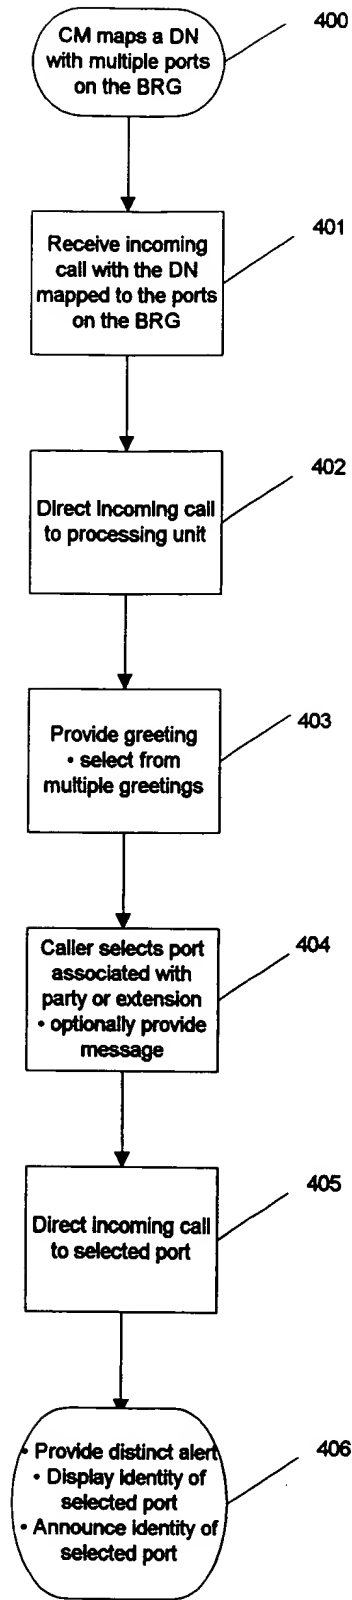 CM maps a DN
with multiple ports
on the BRG
400
Receive incoming
call with the DN
mapped to the ports
on the BRG
401
Direct incoming call
to processing unit
402
Provide greeting
• select from
multiple greetings
403
Caller selects port
associated with
party or extension
• optionally provide
message
404
Direct incoming call
to selected port
405
• Provide distinct alert
• Display identity of
selected port
• Announce identity of
selected port
406